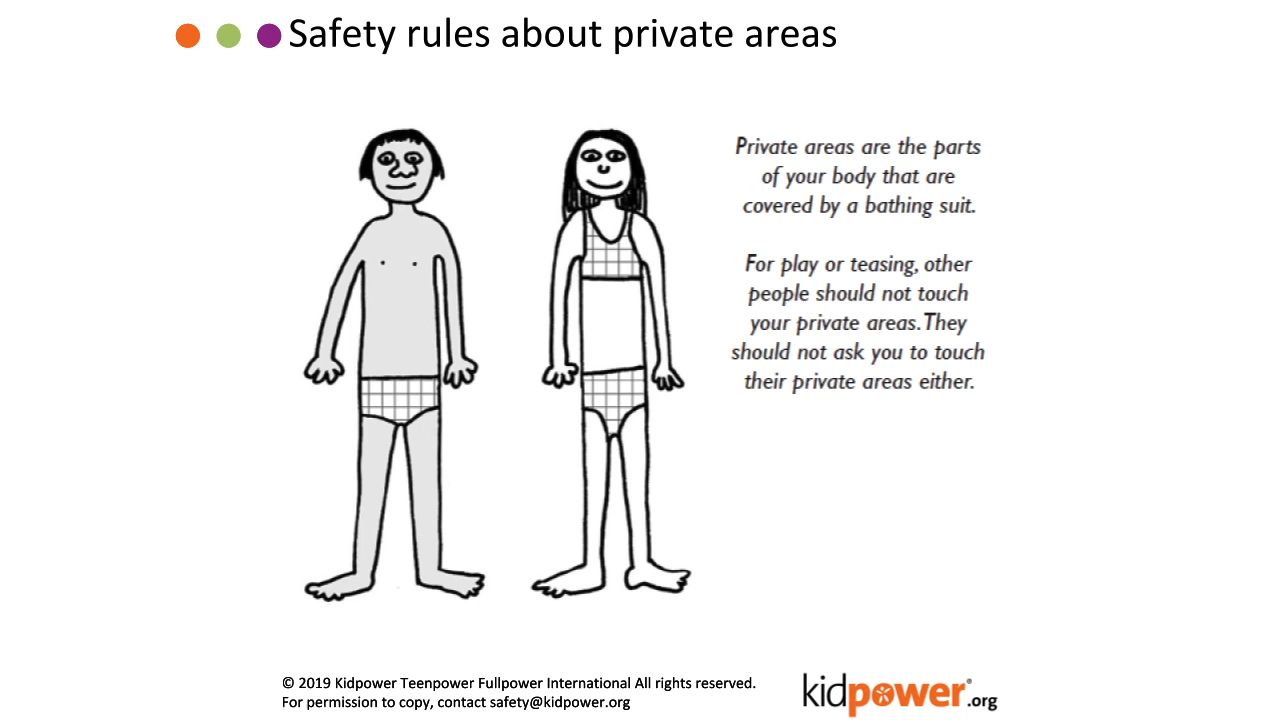 Safety rules about private areas
Private areas are the parts
of your body that are
covered by a bathing suit.
For play or teasing, other
people should not touch
your private areas. They
should not ask you to touch
their private areas either.
© 2019 Kidpower Teenpower Fullpower International All rights reserved.
For permission to copy, contact safety@kidpower.org
kidpower®.org